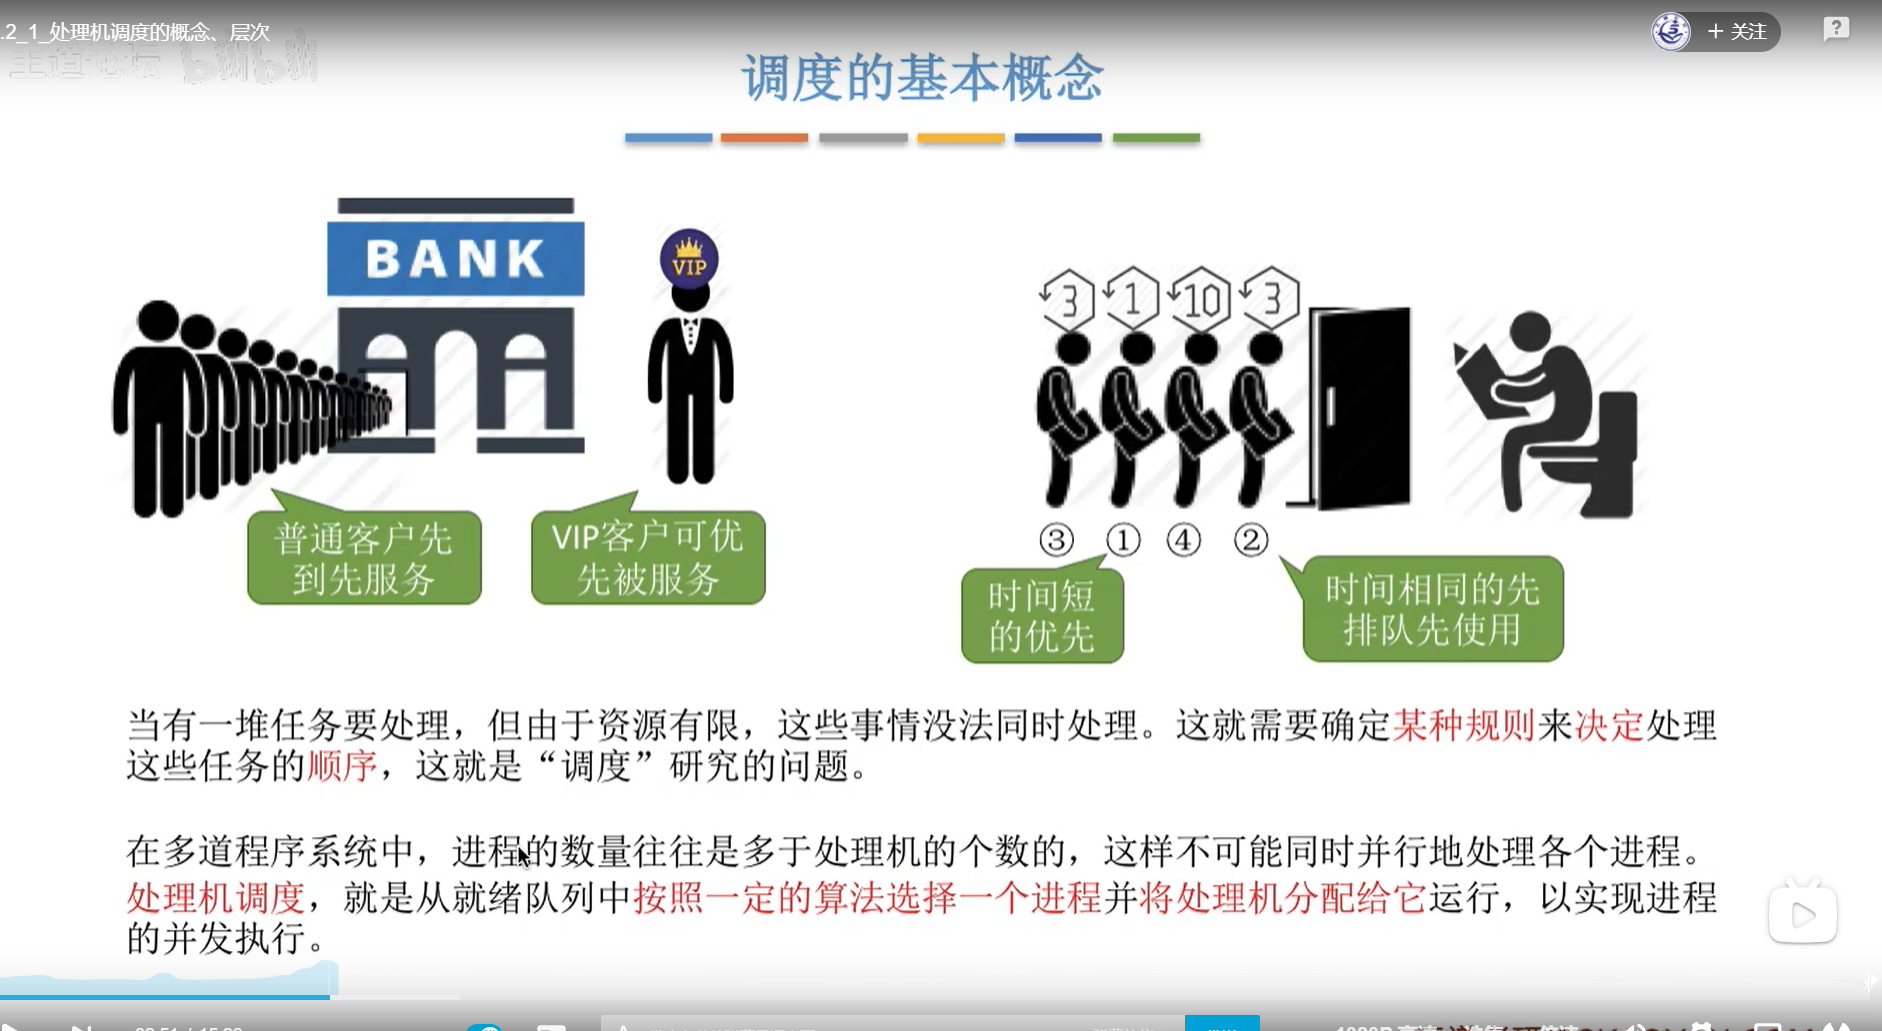 .2_1_处理机调度的概念、层次
王道论坛 bilibili
+ 关注
调度的基本概念
BANK
VIP
3 1 10 3
普通客户先
到先服务
VIP客户可优
先被服务
③ ① ④ ②
时间短
的优先
时间相同的先
排队先使用
当有一堆任务要处理，但由于资源有限，这些事情没法同时处理。这就需要确定某种规则来决定处理
这些任务的顺序，这就是“调度”研究的问题。
在多道程序系统中，进程的数量往往是多于处理机的个数的，这样不可能同时并行地处理各个进程。
处理机调度，就是从就绪队列中按照一定的算法选择一个进程并将处理机分配给它运行，以实现进程
的并发执行。